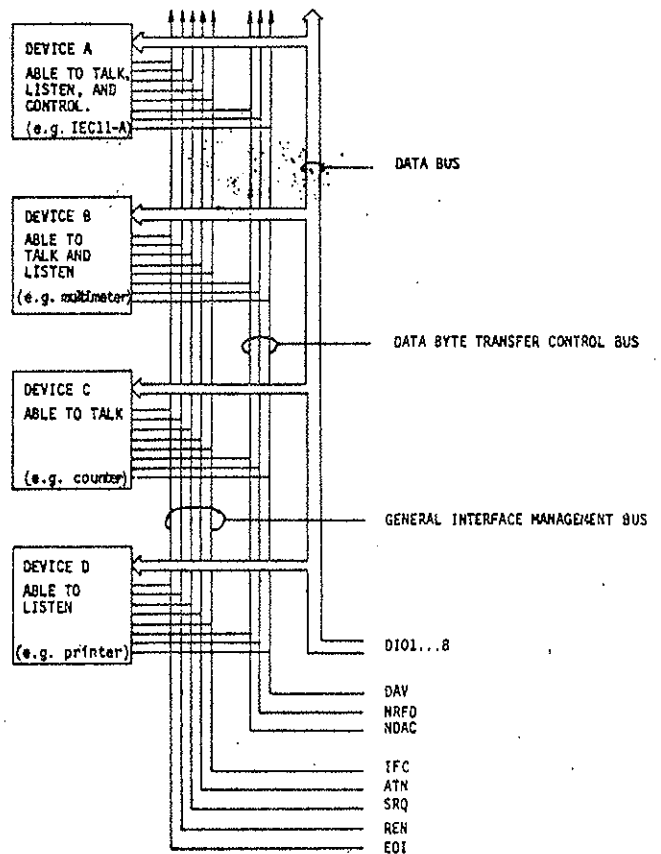 DEVICE A
ABLE TO TALK,
LISTEN, AND
CONTROL.
(e.g. IEC11-A)
DATA BUS
DEVICE B
ABLE TO
TALK AND
LISTEN
(e.g. multimeter)
DATA BYTE TRANSFER CONTROL BUS
DEVICE C
ABLE TO TALK
(e.g. counter)
GENERAL INTERFACE MANAGEMENT BUS
DEVICE D
ABLE TO
LISTEN
(e.g. printer)
DIO1...8
DAV
NRFD
NDAC
IFC
ATN
SRQ
REN
EOI